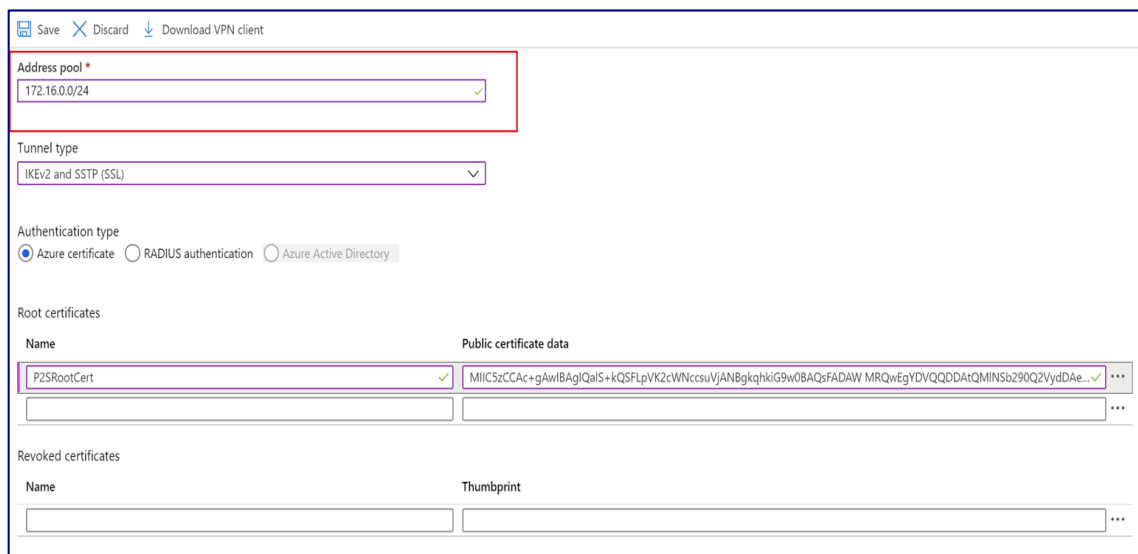 Save Discard Download VPN client
Address pool *
172.16.0.0/24
Tunnel type
IKEv2 and SSTP (SSL)
Authentication type
Azure certificate RADIUS authentication Azure Active Directory
Root certificates
Name Public certificate data
P2SRootCert MIIC5zCCAc+gAwIBAgIQalS+kQSFLpVK2cWNccsuVjANBgkqhkiG9w0BAQsFADAW MRQwEgYDVQQDDAtQMlNSb290Q2VydDAe...
Revoked certificates
Name Thumbprint